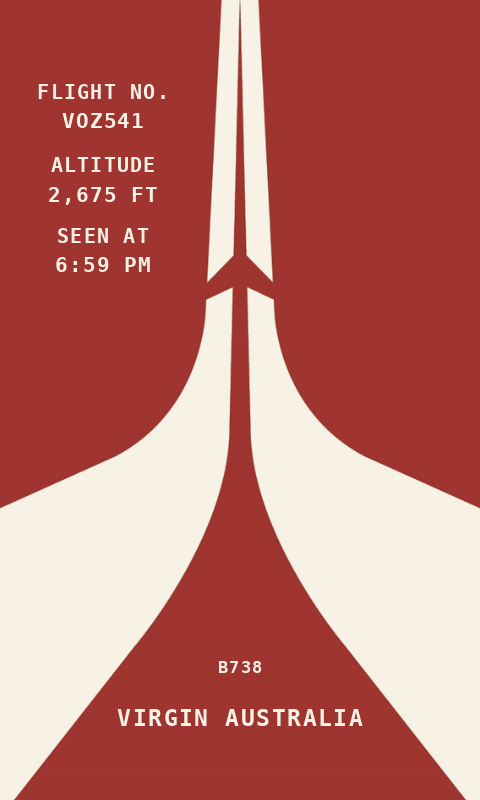 FLIGHT NO.
VOZ541
ALTITUDE
2,675 FT
SEEN AT
6:59 PM
B738
VIRGIN AUSTRALIA